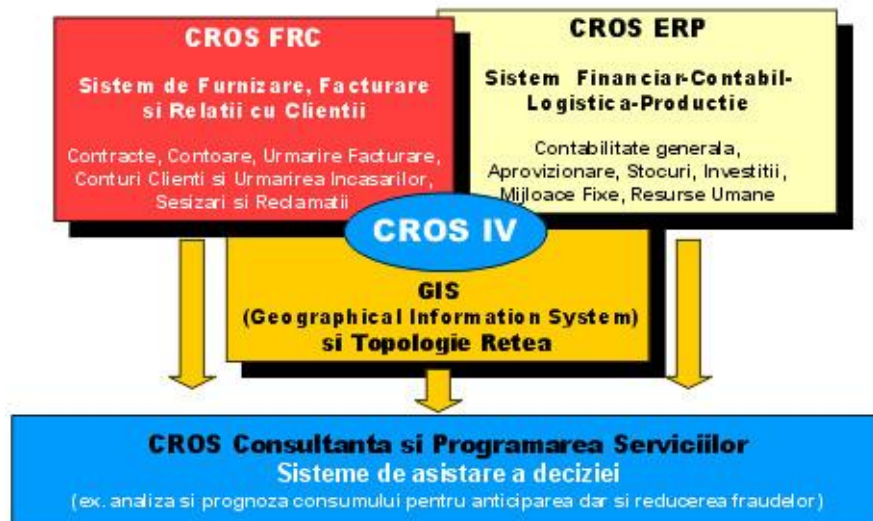 CROS FRC
Sistem de Furnizare, Facturare
si Relatii cu Clientii
Contracte, Contoare, Urmarire Facturare,
Conturi Clienti si Urmarirea Incasarilor,
Sesizari si Reclamatii
CROS ERP
Sistem Financiar-Contabil-
Logistica-Productie
Contabilitate generala,
Aprovizionare, Stocuri, Investitii,
Mijloace Fixe, Resurse Umane
CROS IV
GIS
(Geographical Information System)
si Topologie Retea
CROS Consultanta si Programarea Serviciilor
Sisteme de asistare a deciziei
(ex. analiza si prognoza consumului pentru anticiparea dar si reducerea fraudelor)